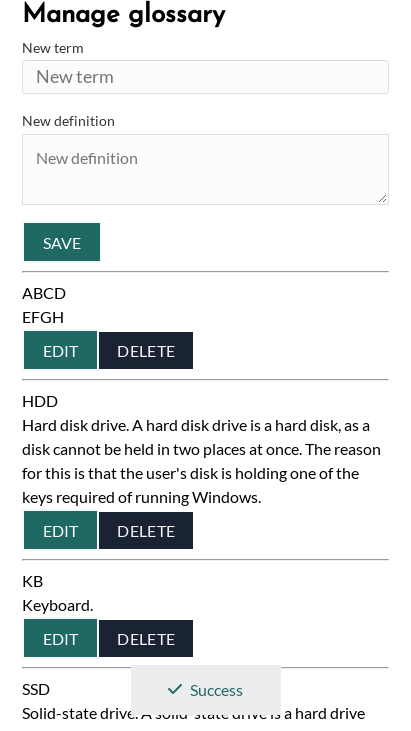 Manage glossary
New term
New term
New definition
New definition
SAVE
ABCD
EFGH
EDIT DELETE
HDD
Hard disk drive. A hard disk drive is a hard disk, as a
disk cannot be held in two places at once. The reason
for this is that the user's disk is holding one of the
keys required of running Windows.
EDIT DELETE
KB
Keyboard.
EDIT DELETE
SSD
Success
Solid-state drive. A solid-state drive is a hard drive